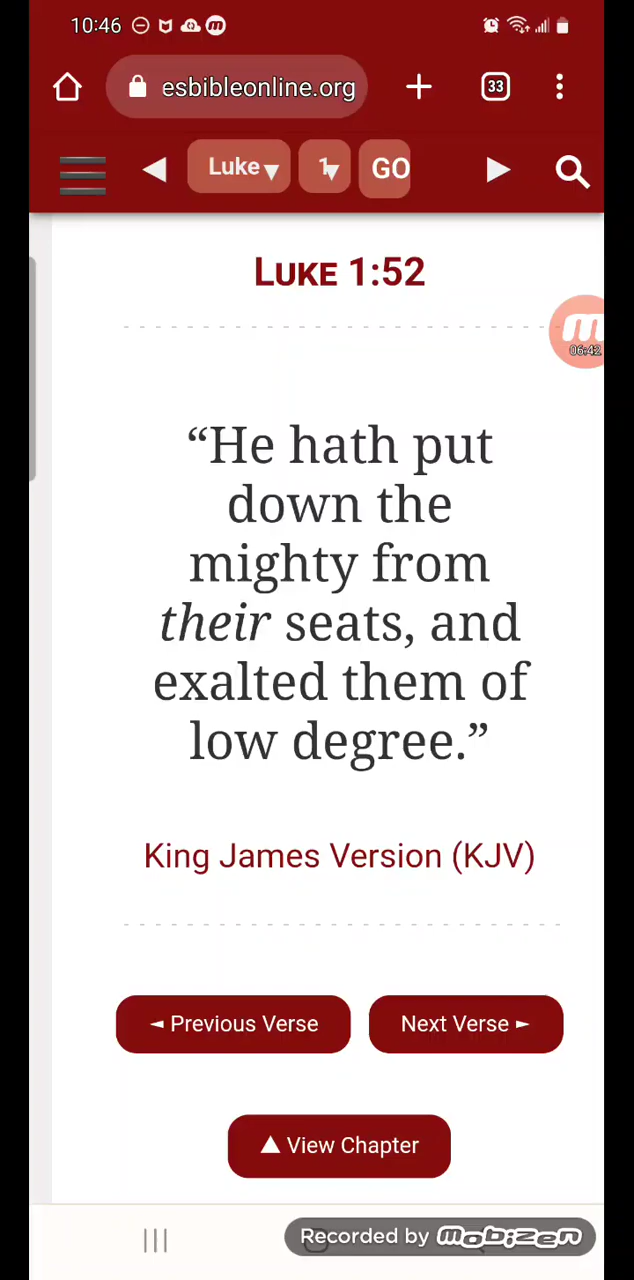 10:46
esbibleonline.org
33
Luke
1
GO
LUKE 1:52
06:42
“He hath put
down the
mighty from
their seats, and
exalted them of
low degree.”
King James Version (KJV)
◄ Previous Verse
Next Verse ►
▲ View Chapter
Recorded by mobizen